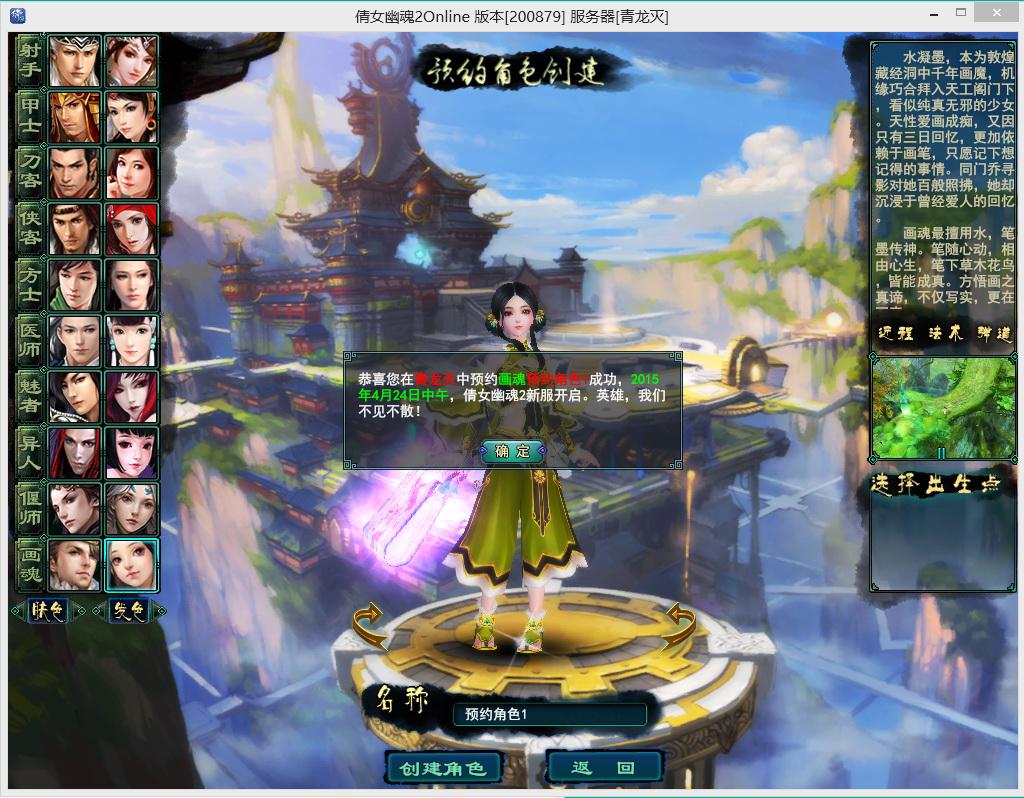 倩女幽魂2Online 版本[200879] 服务器[青龙灭]
预约角色创建
射手
甲士
刀客
侠客
方士
医师
魅者
异人
偃师
画魂
肤色
发色
水凝墨，本为敦煌
藏经洞中千年画魔，机
缘巧合拜入天工阁门下
，看似纯真无邪的少女
。天性爱画成痴，又因
只有三日回忆，更加依
赖于画笔，只愿记下想
记得的事情。同门乔寻
影对她百般照拂，她却
沉浸于曾经爱人的回忆
。
画魂最擅用水，笔
墨传神。笔随心动，相
由心生，笔下草木花鸟
，皆能成真。方悟画之
真谛，不仅写实，更在
近程 法术 弹道
选择出生点
恭喜您在青龙灭中预约画魂预约角色1成功，2015
年4月24日中午，倩女幽魂2新服开启。英雄，我们
不见不散！
确 定
名称
预约角色1
创建角色
返 回